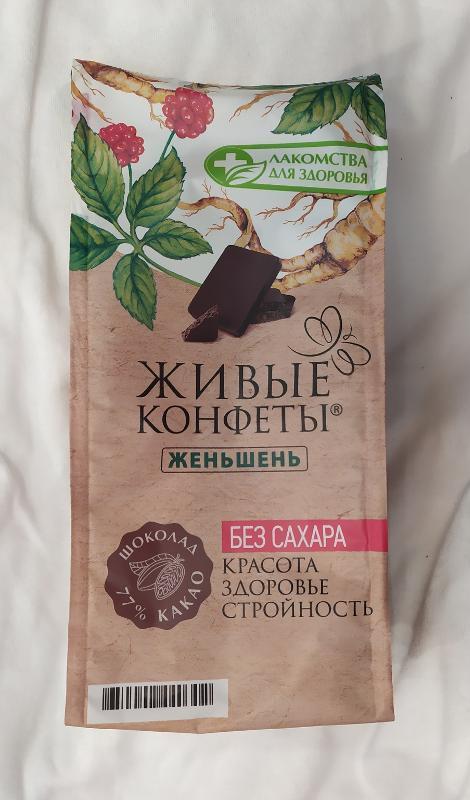 ЛАКОМСТВА
ДЛЯ ЗДОРОВЬЯ
ЖИВЫЕ
КОНФЕТЫ®
ЖЕНЬШЕНЬ
ШОКОЛАД
77% КАКАО
БЕЗ САХАРА
КРАСОТА
ЗДОРОВЬЕ
СТРОЙНОСТЬ